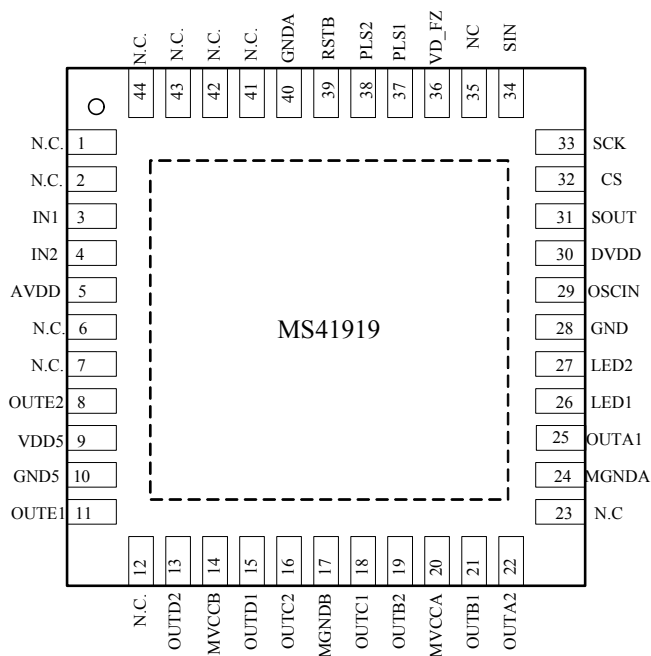 N.C.
N.C.
N.C.
N.C.
GNDA
RSTB
PLS2
PLS1
VD_FZ
NC
SIN
44
43
42
41
40
39
38
37
36
35
34
N.C. 1
N.C. 2
IN1 3
IN2 4
AVDD 5
N.C. 6
N.C. 7
OUTE2 8
VDD5 9
GND5 10
OUTE1 11
MS41919
33 SCK
32 CS
31 SOUT
30 DVDD
29 OSCIN
28 GND
27 LED2
26 LED1
25 OUTA1
24 MGNDA
23 N.C
12
13
14
15
16
17
18
19
20
21
22
N.C.
OUTD2
MVCCB
OUTD1
OUTC2
MGNDB
OUTC1
OUTB2
MVCCA
OUTB1
OUTA2